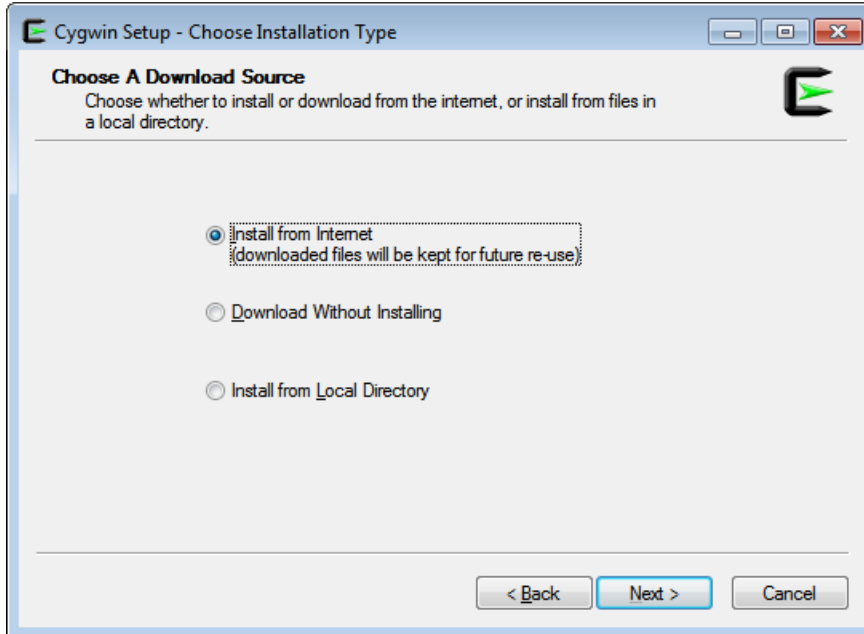 Cygwin Setup - Choose Installation Type
Choose A Download Source
Choose whether to install or download from the internet, or install from files in
a local directory.
Install from Internet
(downloaded files will be kept for future re-use)
Download Without Installing
Install from Local Directory
< Back
Next >
Cancel